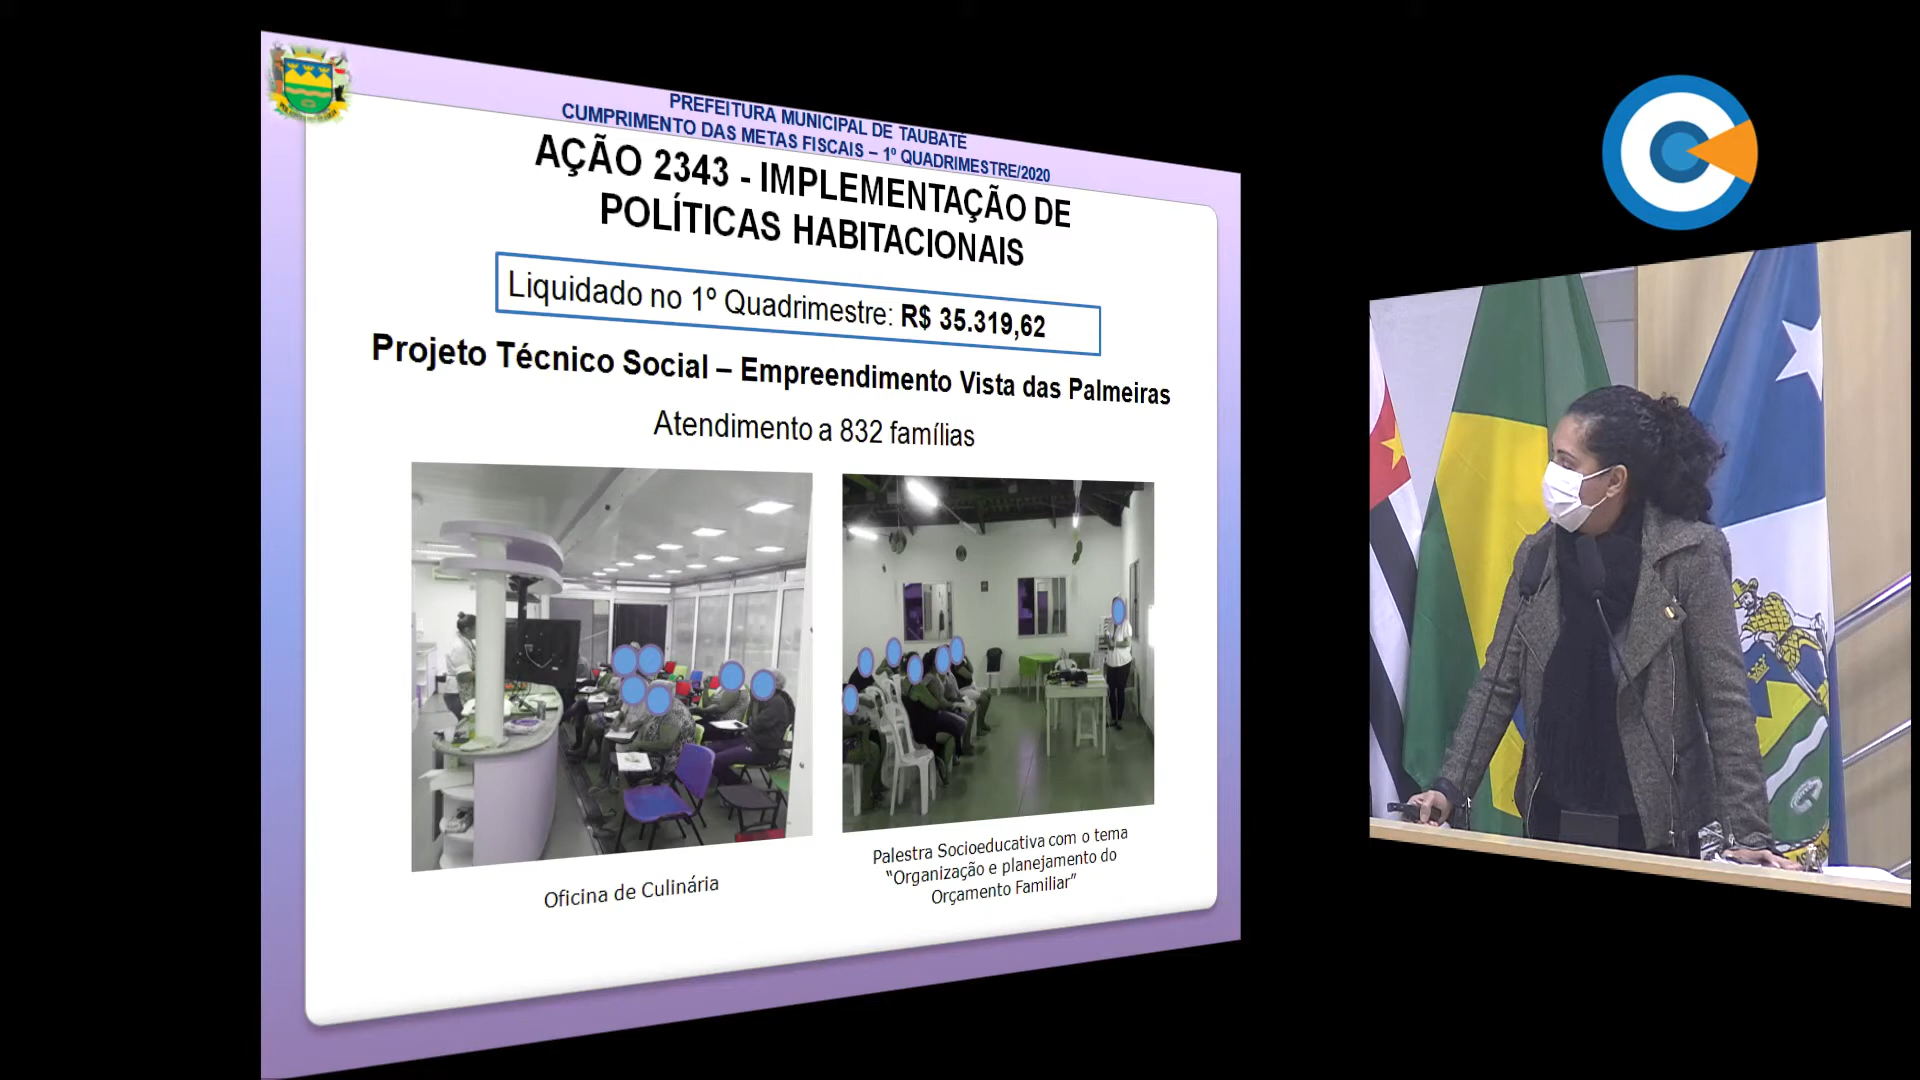 PREFEITURA MUNICIPAL DE TAUBATÉ
CUMPRIMENTO DAS METAS FISCAIS – 1º QUADRIMESTRE/2020
AÇÃO 2343 - IMPLEMENTAÇÃO DE
POLÍTICAS HABITACIONAIS
Liquidado no 1º Quadrimestre: R$ 35.319,62
Projeto Técnico Social – Empreendimento Vista das Palmeiras
Atendimento a 832 famílias
Oficina de Culinária
Palestra Socioeducativa com o tema
“Organização e planejamento do
Orçamento Familiar”